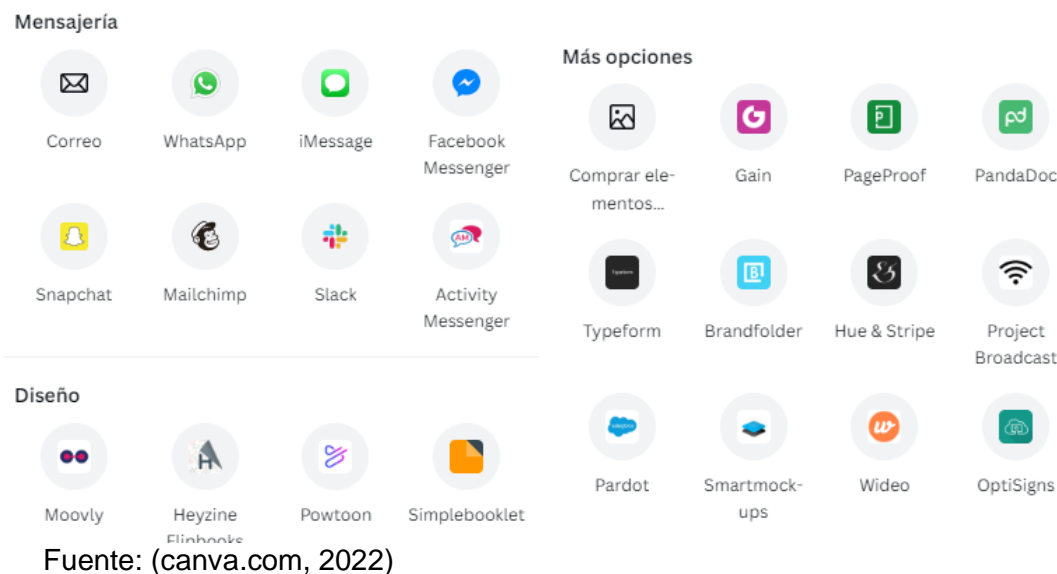 Mensajería
Correo
WhatsApp
iMessage
Facebook
Messenger
Snapchat
Mailchimp
Slack
Activity
Messenger
Diseño
Moovly
Heyzine
Flipbooks
Powtoon
Simplebooklet
Más opciones
Comprar ele-
mentos...
Gain
PageProof
PandaDoc
Typeform
Brandfolder
Hue & Stripe
Project
Broadcast
Pardot
Smartmock-
ups
Wideo
OptiSigns
Fuente: (canva.com, 2022)